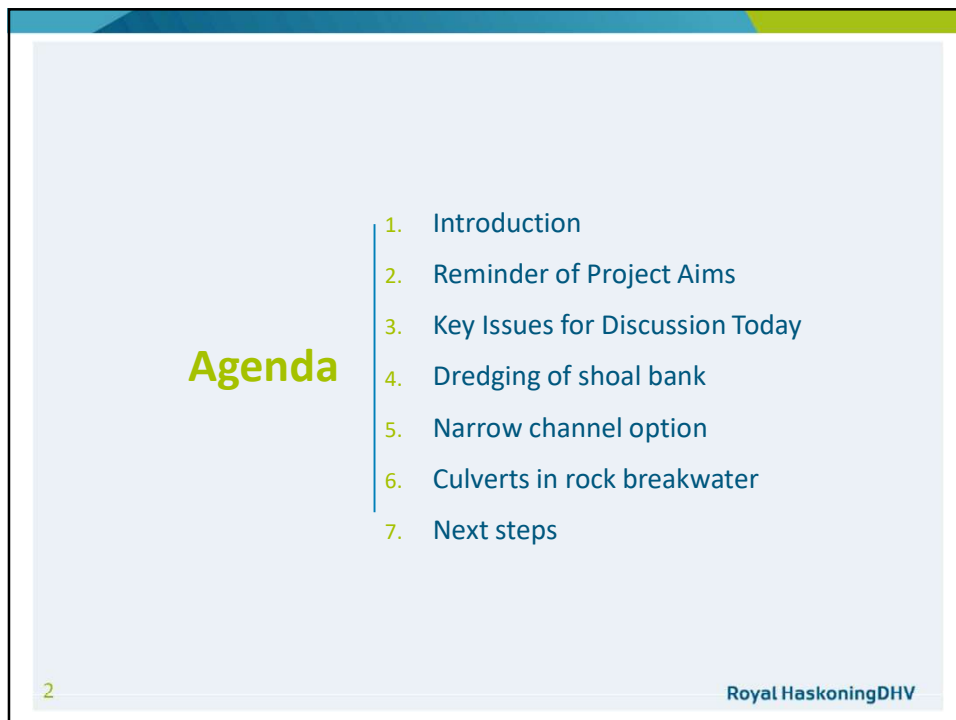 Agenda
1. Introduction
2. Reminder of Project Aims
3. Key Issues for Discussion Today
4. Dredging of shoal bank
5. Narrow channel option
6. Culverts in rock breakwater
7. Next steps
2
Royal HaskoningDHV